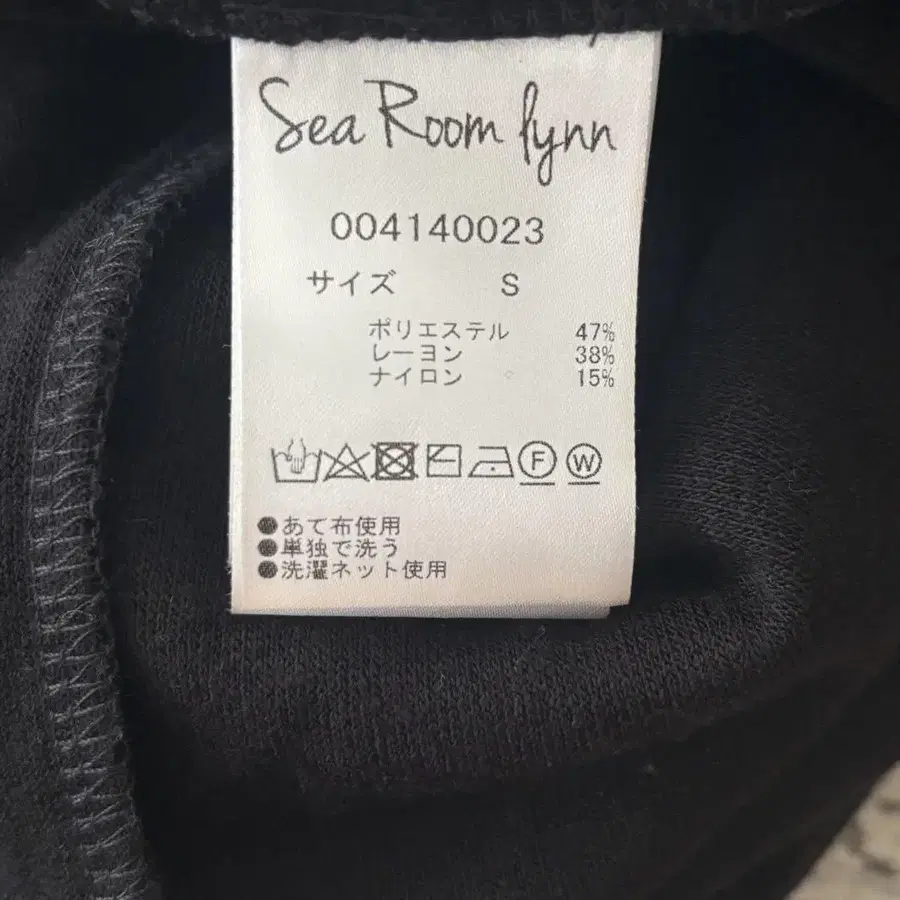 Sea Room lynn
004140023
サイズ S
ポリエステル 47%
レーヨン 38%
ナイロン 15%
F W
●あて布使用
●単独で洗う
●洗濯ネット使用